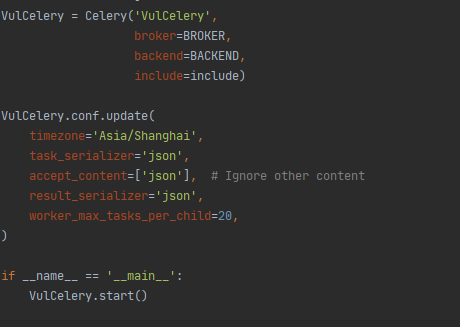 VulCelery = Celery('VulCelery',
                   broker=BROKER,
                   backend=BACKEND,
                   include=include)

VulCelery.conf.update(
    timezone='Asia/Shanghai',
    task_serializer='json',
    accept_content=['json'],  # Ignore other content
    result_serializer='json',
    worker_max_tasks_per_child=20,
)

if __name__ == '__main__':
    VulCelery.start()